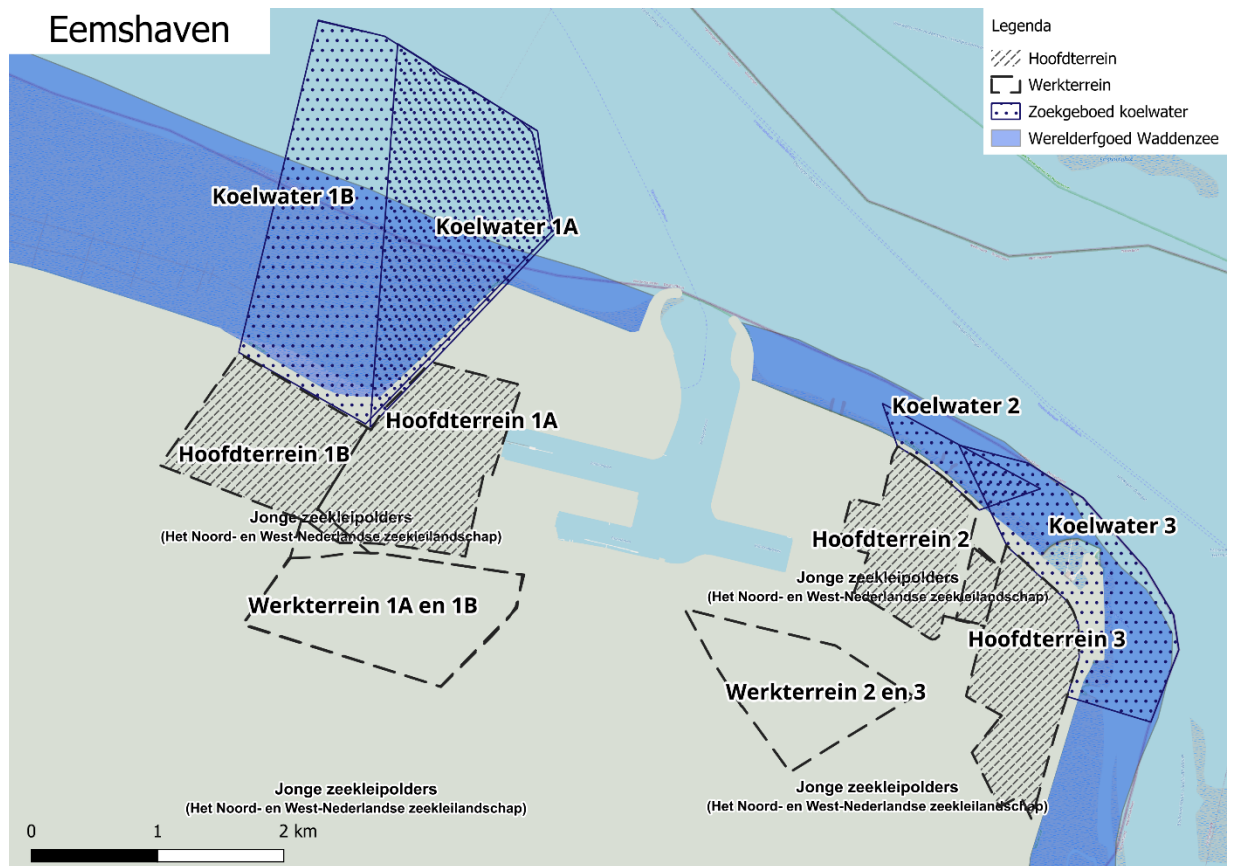 Eemshaven
Legenda
Hoofdterrein
Werkterrein
Zoekgeboed koelwater
Werelderfgoed Waddenzee
Koelwater 1B
Koelwater 1A
Koelwater 2
Hoofdterrein 1A
Hoofdterrein 1B
Jonge zeekleipolders
(Het Noord- en West-Nederlandse zeekleilandschap)
Koelwater 3
Hoofdterrein 2
Jonge zeekleipolders
(Het Noord- en West-Nederlandse zeekleilandschap)
Werkterrein 1A en 1B
Hoofdterrein 3
Werkterrein 2 en 3
Jonge zeekleipolders
(Het Noord- en West-Nederlandse zeekleilandschap)
Jonge zeekleipolders
(Het Noord- en West-Nederlandse zeekleilandschap)
0 1 2 km